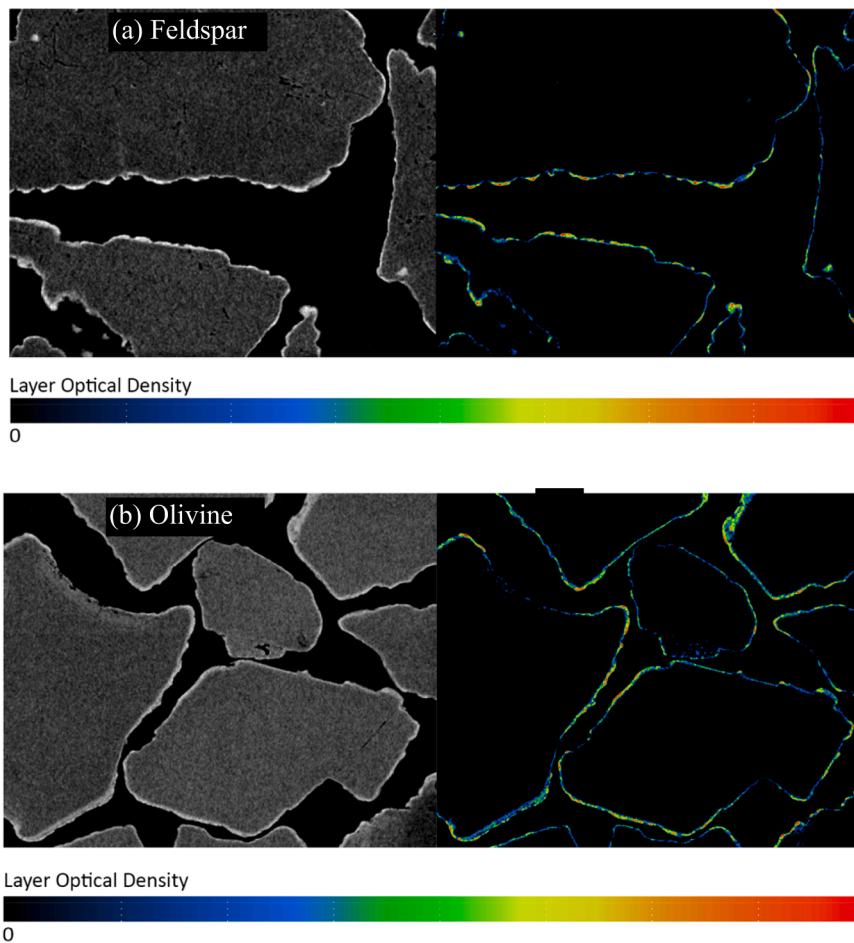 (a) Feldspar
Layer Optical Density
0
(b) Olivine
Layer Optical Density
0